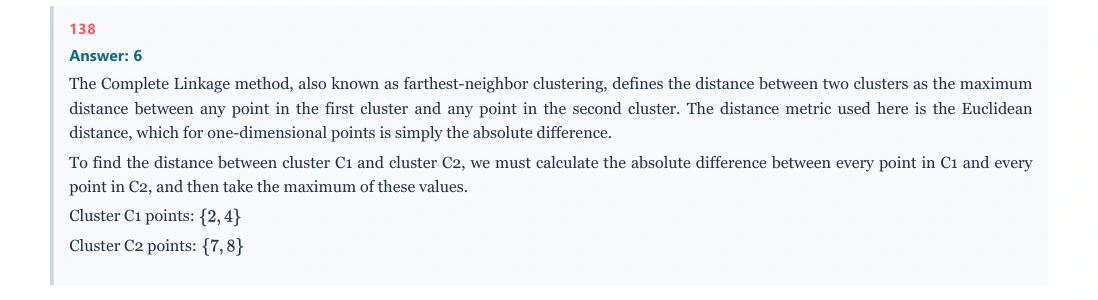 138
Answer: 6
The Complete Linkage method, also known as farthest-neighbor clustering, defines the distance between two clusters as the maximum
distance between any point in the first cluster and any point in the second cluster. The distance metric used here is the Euclidean
distance, which for one-dimensional points is simply the absolute difference.
To find the distance between cluster C1 and cluster C2, we must calculate the absolute difference between every point in C1 and every
point in C2, and then take the maximum of these values.
Cluster C1 points: {2, 4}
Cluster C2 points: {7, 8}